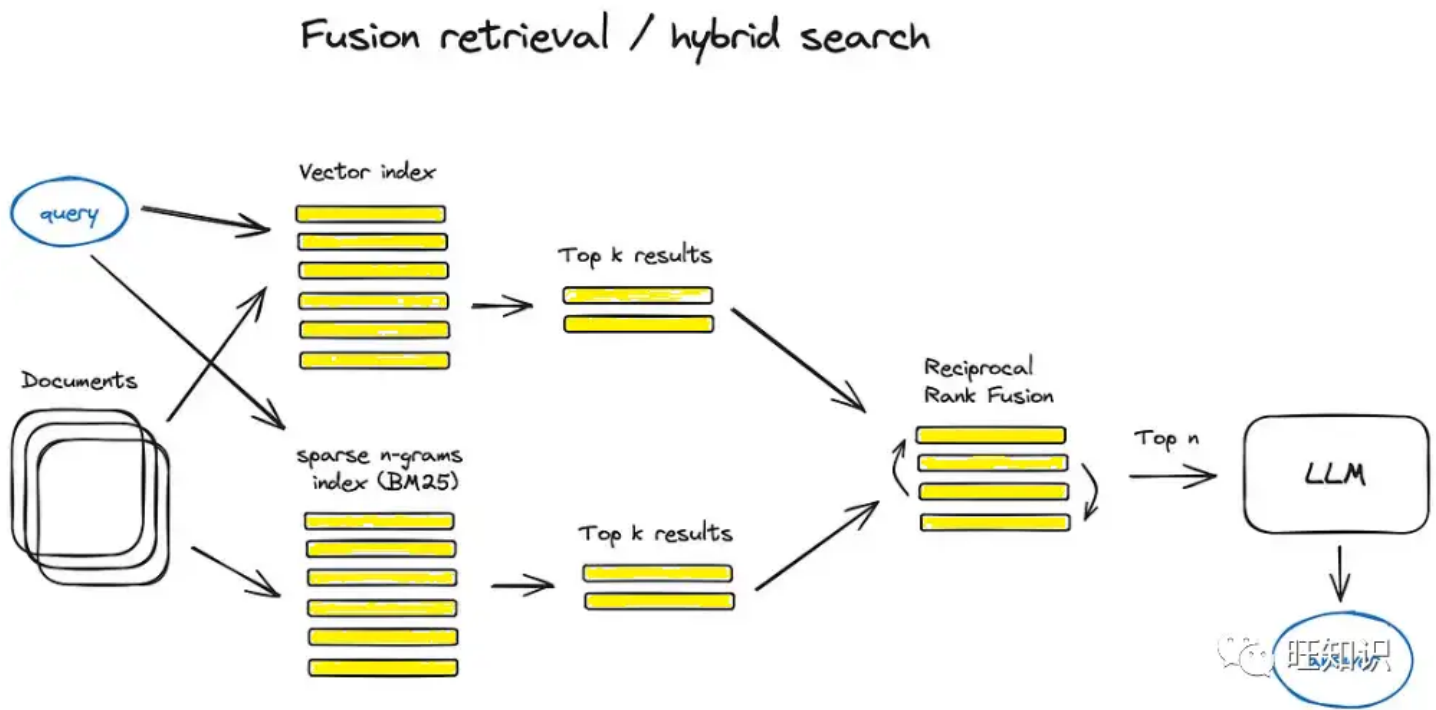 Fusion retrieval / hybrid search
Vector index
query
Top k results
Documents
Reciprocal
Rank Fusion
sparse n-grams
index (BM25)
Top n
LLM
Top k results
旺知识